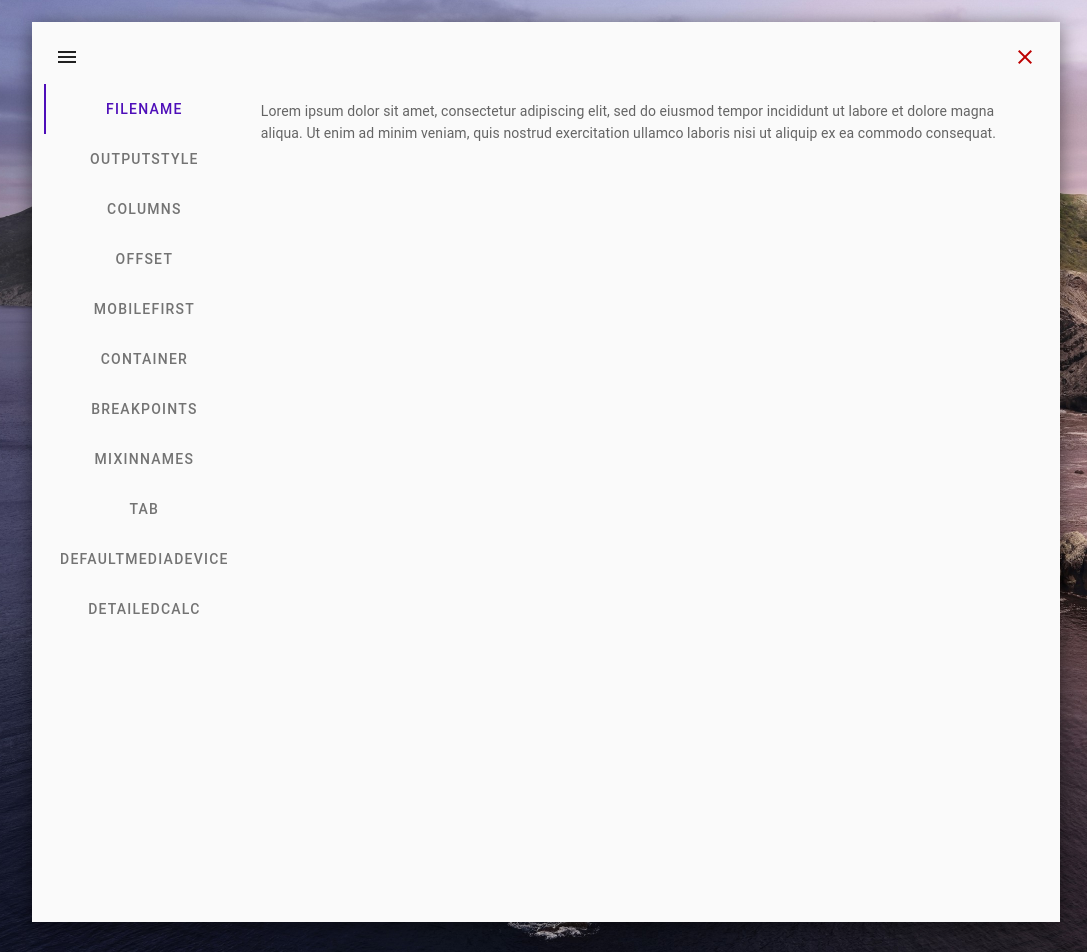 FILENAME
Lorem ipsum dolor sit amet, consectetur adipiscing elit, sed do eiusmod tempor incididunt ut labore et dolore magna
aliqua. Ut enim ad minim veniam, quis nostrud exercitation ullamco laboris nisi ut aliquip ex ea commodo consequat.
OUTPUTSTYLE
COLUMNS
OFFSET
MOBILEFIRST
CONTAINER
BREAKPOINTS
MIXINNAMES
TAB
DEFAULTMEDIADEVICE
DETAILEDCALC